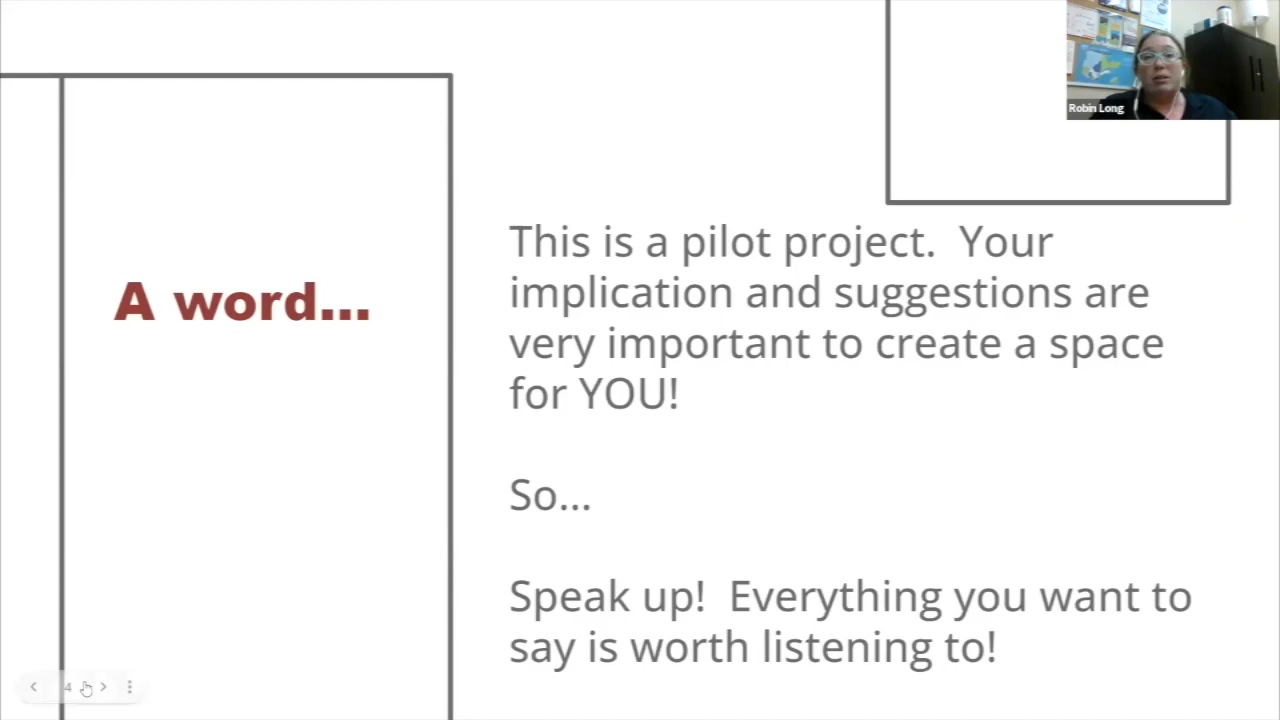 Robin Long
A word...
This is a pilot project. Your
implication and suggestions are
very important to create a space
for YOU!
So...
Speak up! Everything you want to
say is worth listening to!
4